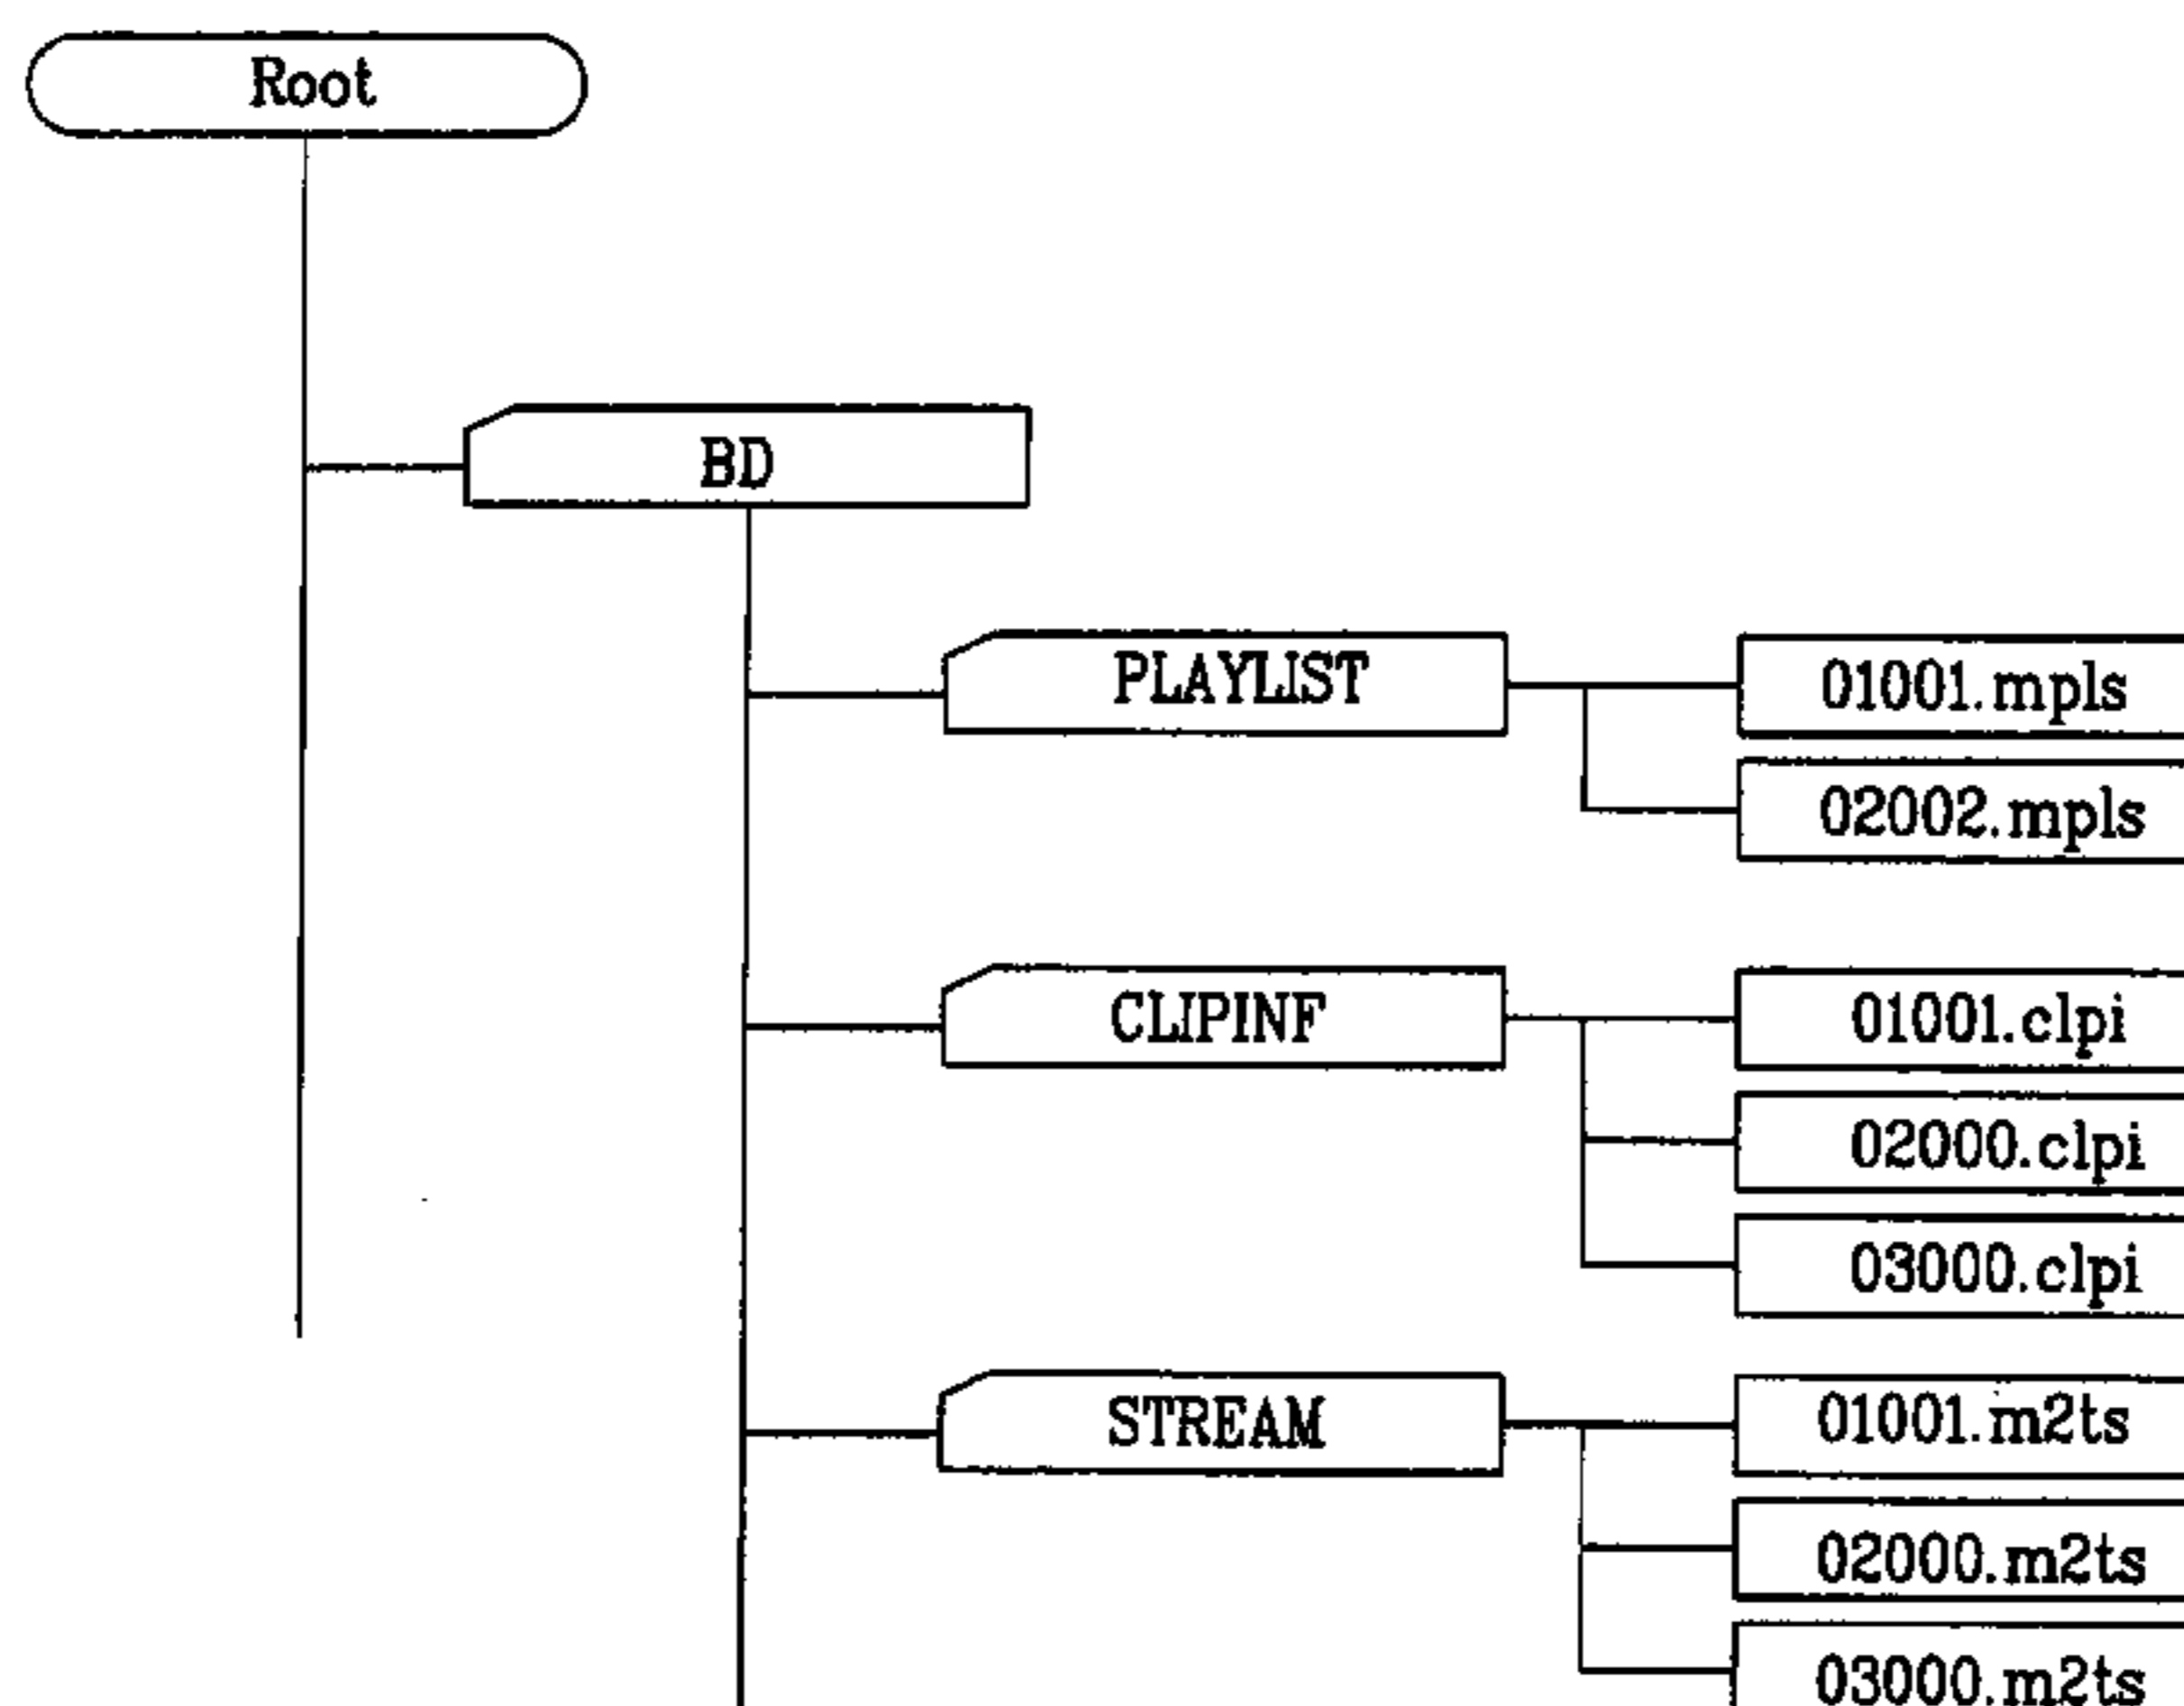 Root
BD
PLAYLIST
01001.mpls
02002.mpls
CLIPINF
01001.clpi
02000.clpi
03000.clpi
STREAM
01001.m2ts
02000.m2ts
03000.m2ts